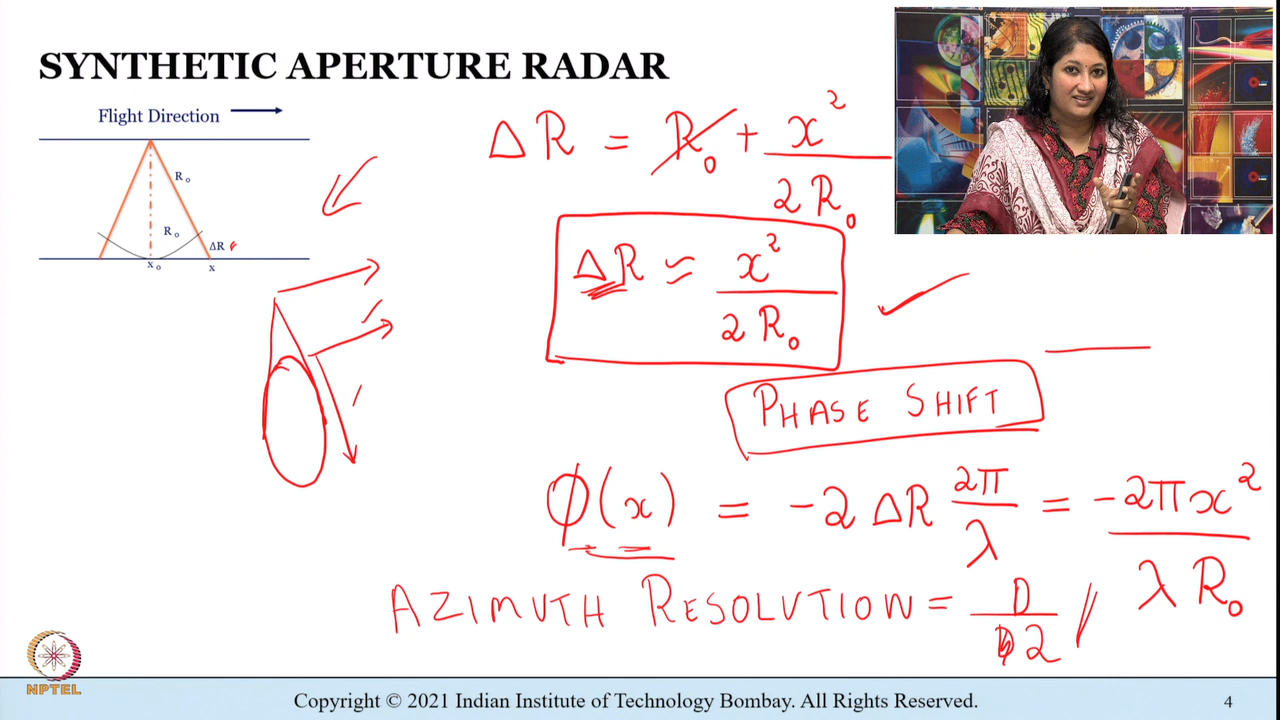 SYNTHETIC APERTURE RADAR
Flight Direction
R₀
R₀
ΔR
x₀
x
ΔR = R₀ + x² / 2R₀
ΔR ≃ x² / 2R₀
PHASE SHIFT
Φ(x) = -2 ΔR 2π/λ = -2πx² / λR₀
AZIMUTH RESOLUTION = D/2
NPTEL
Copyright © 2021 Indian Institute of Technology Bombay. All Rights Reserved.
4